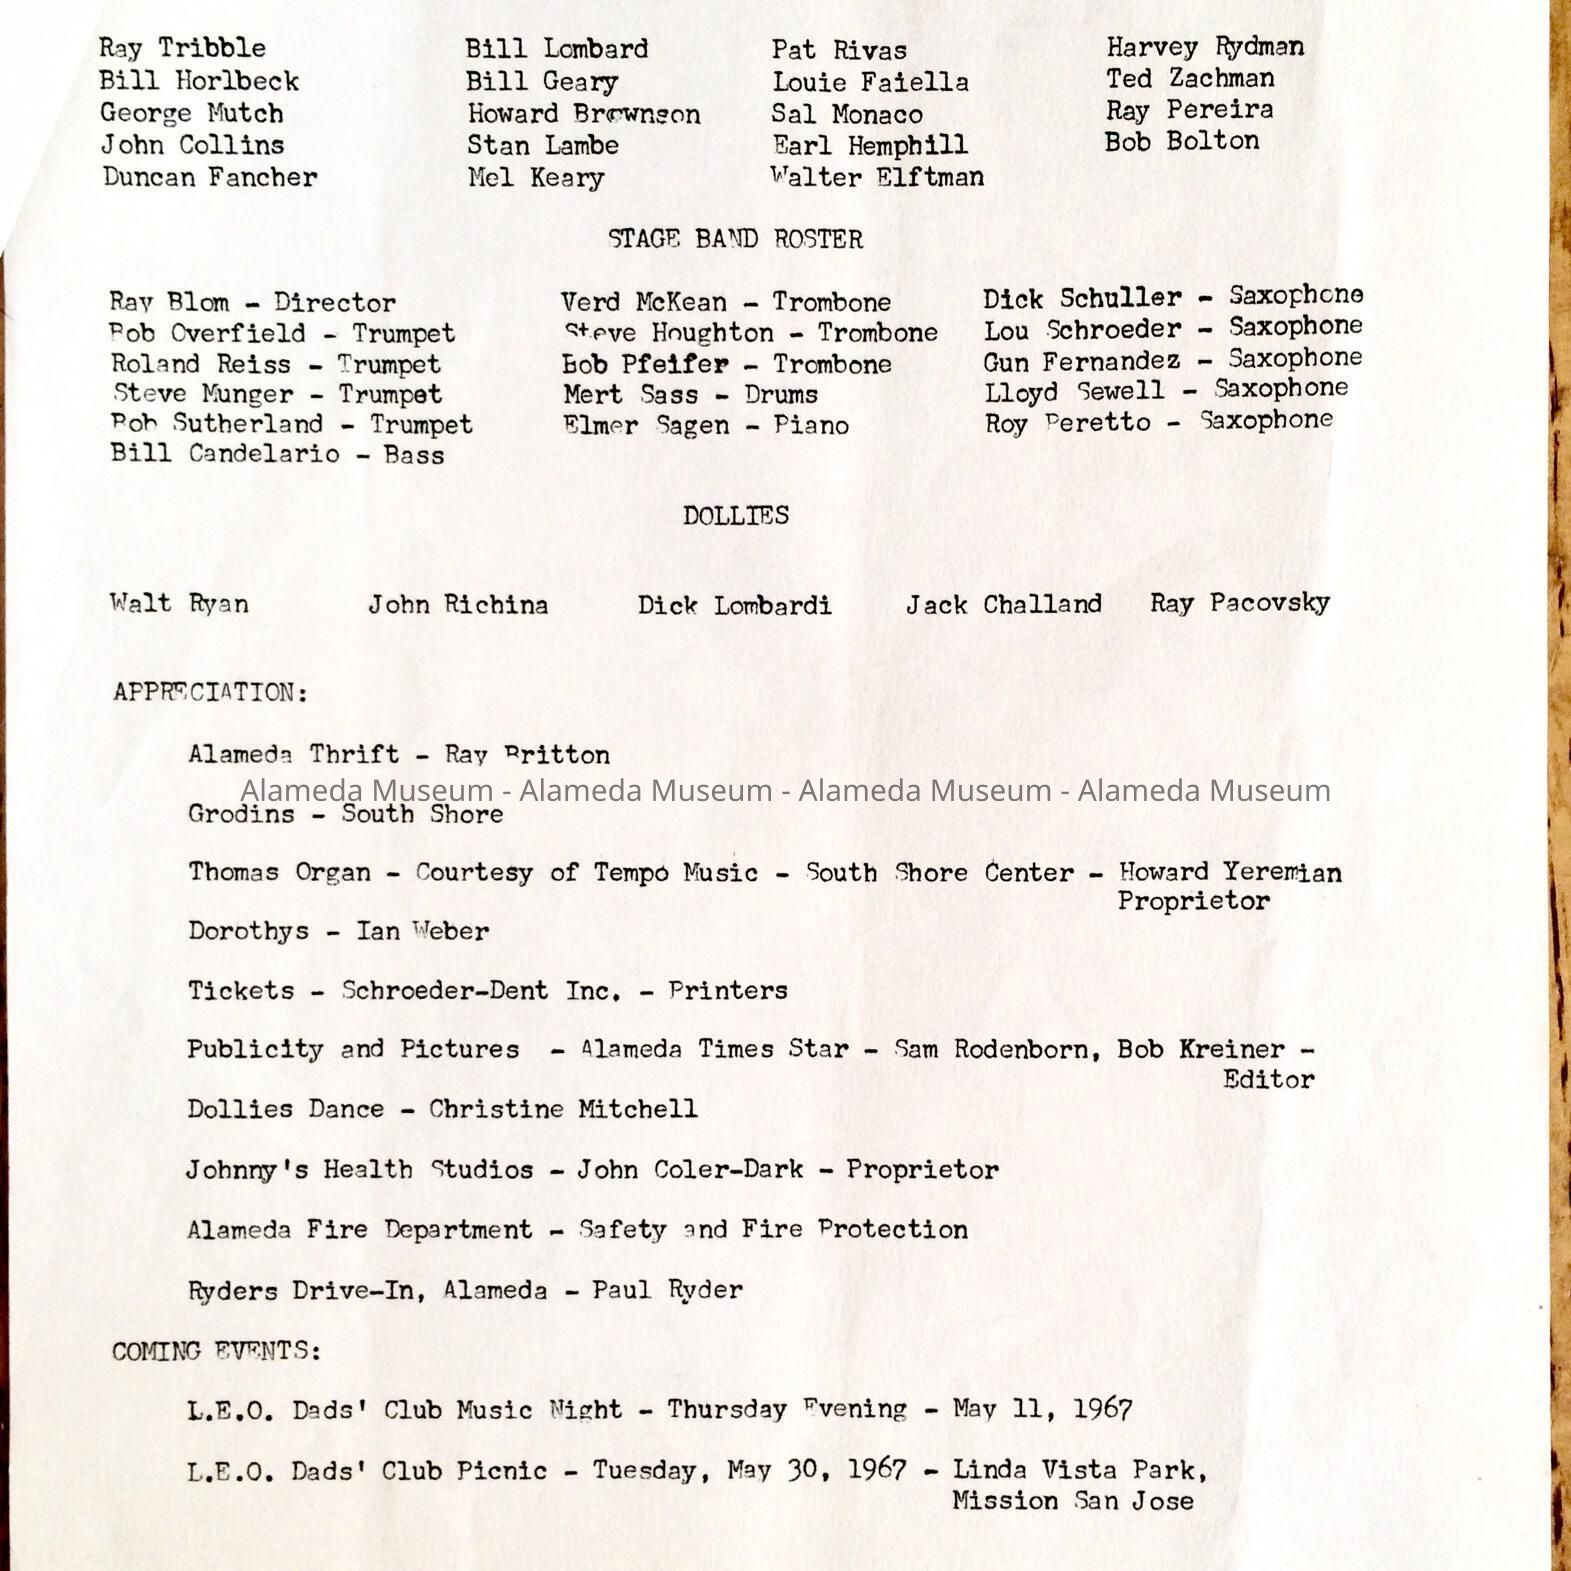 Ray Tribble Bill Lombard Pat Rivas Harvey Rydman
Bill Horlbeck Bill Geary Louie Faiella Ted Zachman
George Mutch Howard Brownson Sal Monaco Ray Pereira
John Collins Stan Lambe Earl Hemphill Bob Bolton
Duncan Fancher Mel Keary Walter Elftman
STAGE BAND ROSTER
Ray Blom - Director Verd McKean - Trombone Dick Schuller - Saxophone
Bob Overfield - Trumpet Steve Houghton - Trombone Lou Schroeder - Saxophone
Roland Reiss - Trumpet Bob Pfeifer - Trombone Gun Fernandez - Saxophone
Steve Munger - Trumpet Mert Sass - Drums Lloyd Sewell - Saxophone
Bob Sutherland - Trumpet Elmer Sagen - Piano Roy Peretto - Saxophone
Bill Candelario - Bass
DOLLIES
Walt Ryan John Richina Dick Lombardi Jack Challand Ray Pacovsky
APPRECIATION:
Alameda Thrift - Ray Britton
Alameda Museum - Alameda Museum - Alameda Museum - Alameda Museum
Grodins - South Shore
Thomas Organ - Courtesy of Tempo Music - South Shore Center - Howard Yeremian
Proprietor
Dorothys - Ian Weber
Tickets - Schroeder-Dent Inc. - Printers
Publicity and Pictures - Alameda Times Star - Sam Rodenborn, Bob Kreiner -
Editor
Dollies Dance - Christine Mitchell
Johnny's Health Studios - John Coler-Dark - Proprietor
Alameda Fire Department - Safety and Fire Protection
Ryders Drive-In, Alameda - Paul Ryder
COMING EVENTS:
L.E.O. Dads' Club Music Night - Thursday Evening - May 11, 1967
L.E.O. Dads' Club Picnic - Tuesday, May 30, 1967 - Linda Vista Park,
Mission San Jose